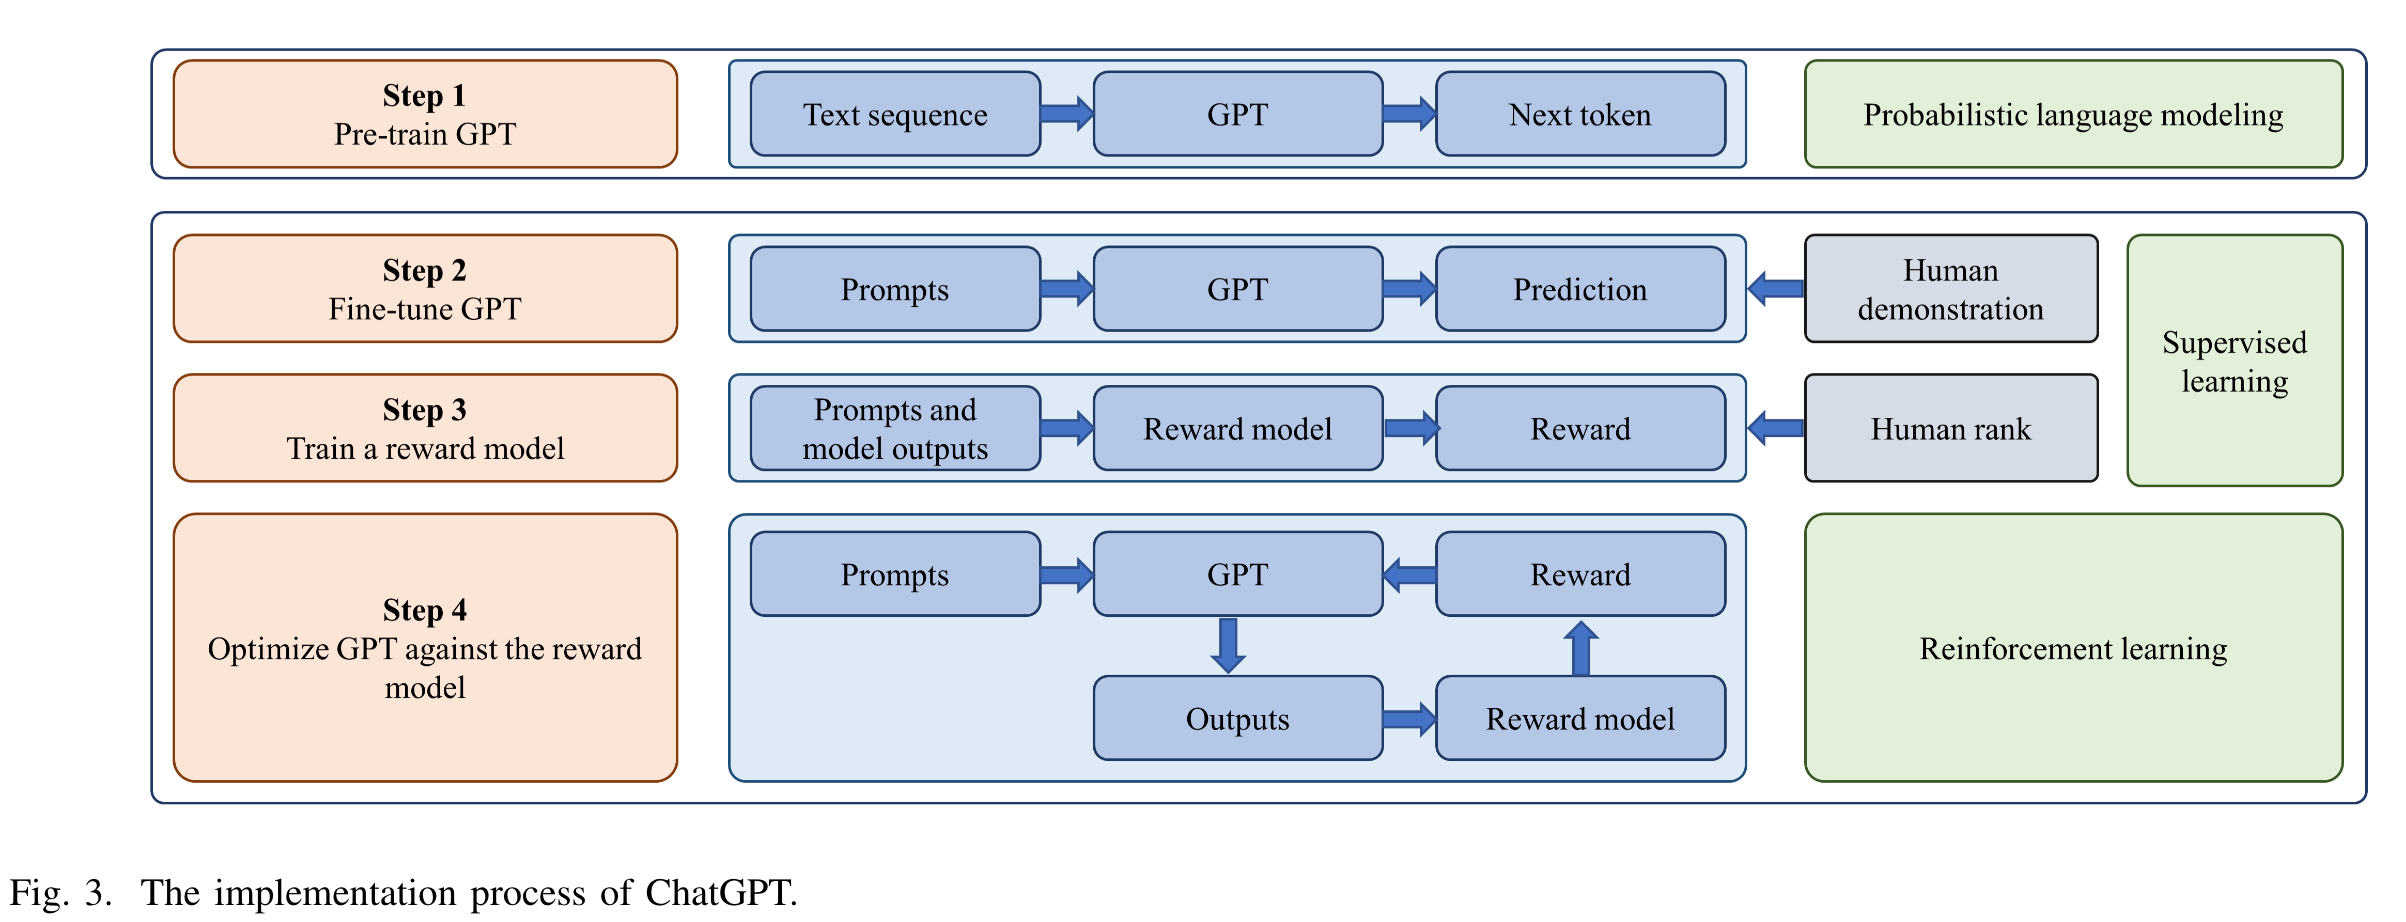 Step 1
Pre-train GPT
Text sequence
GPT
Next token
Probabilistic language modeling
Step 2
Fine-tune GPT
Prompts
GPT
Prediction
Human
demonstration
Supervised
learning
Step 3
Train a reward model
Prompts and
model outputs
Reward model
Reward
Human rank
Step 4
Optimize GPT against the reward
model
Prompts
GPT
Reward
Outputs
Reward model
Reinforcement learning
Fig. 3. The implementation process of ChatGPT.